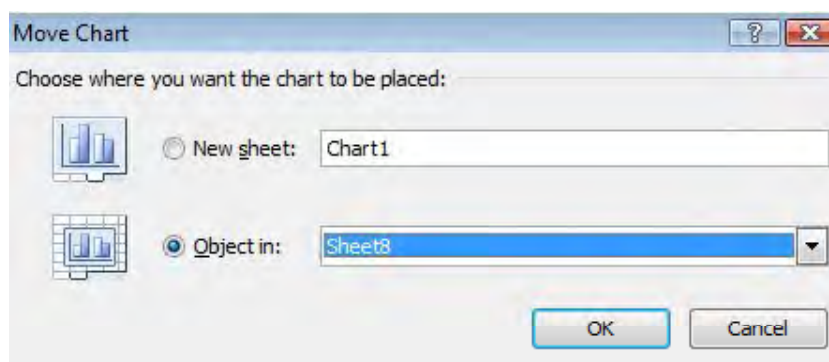 Move Chart
?
Choose where you want the chart to be placed:
New sheet: Chart1
Object in: Sheet8
OK Cancel